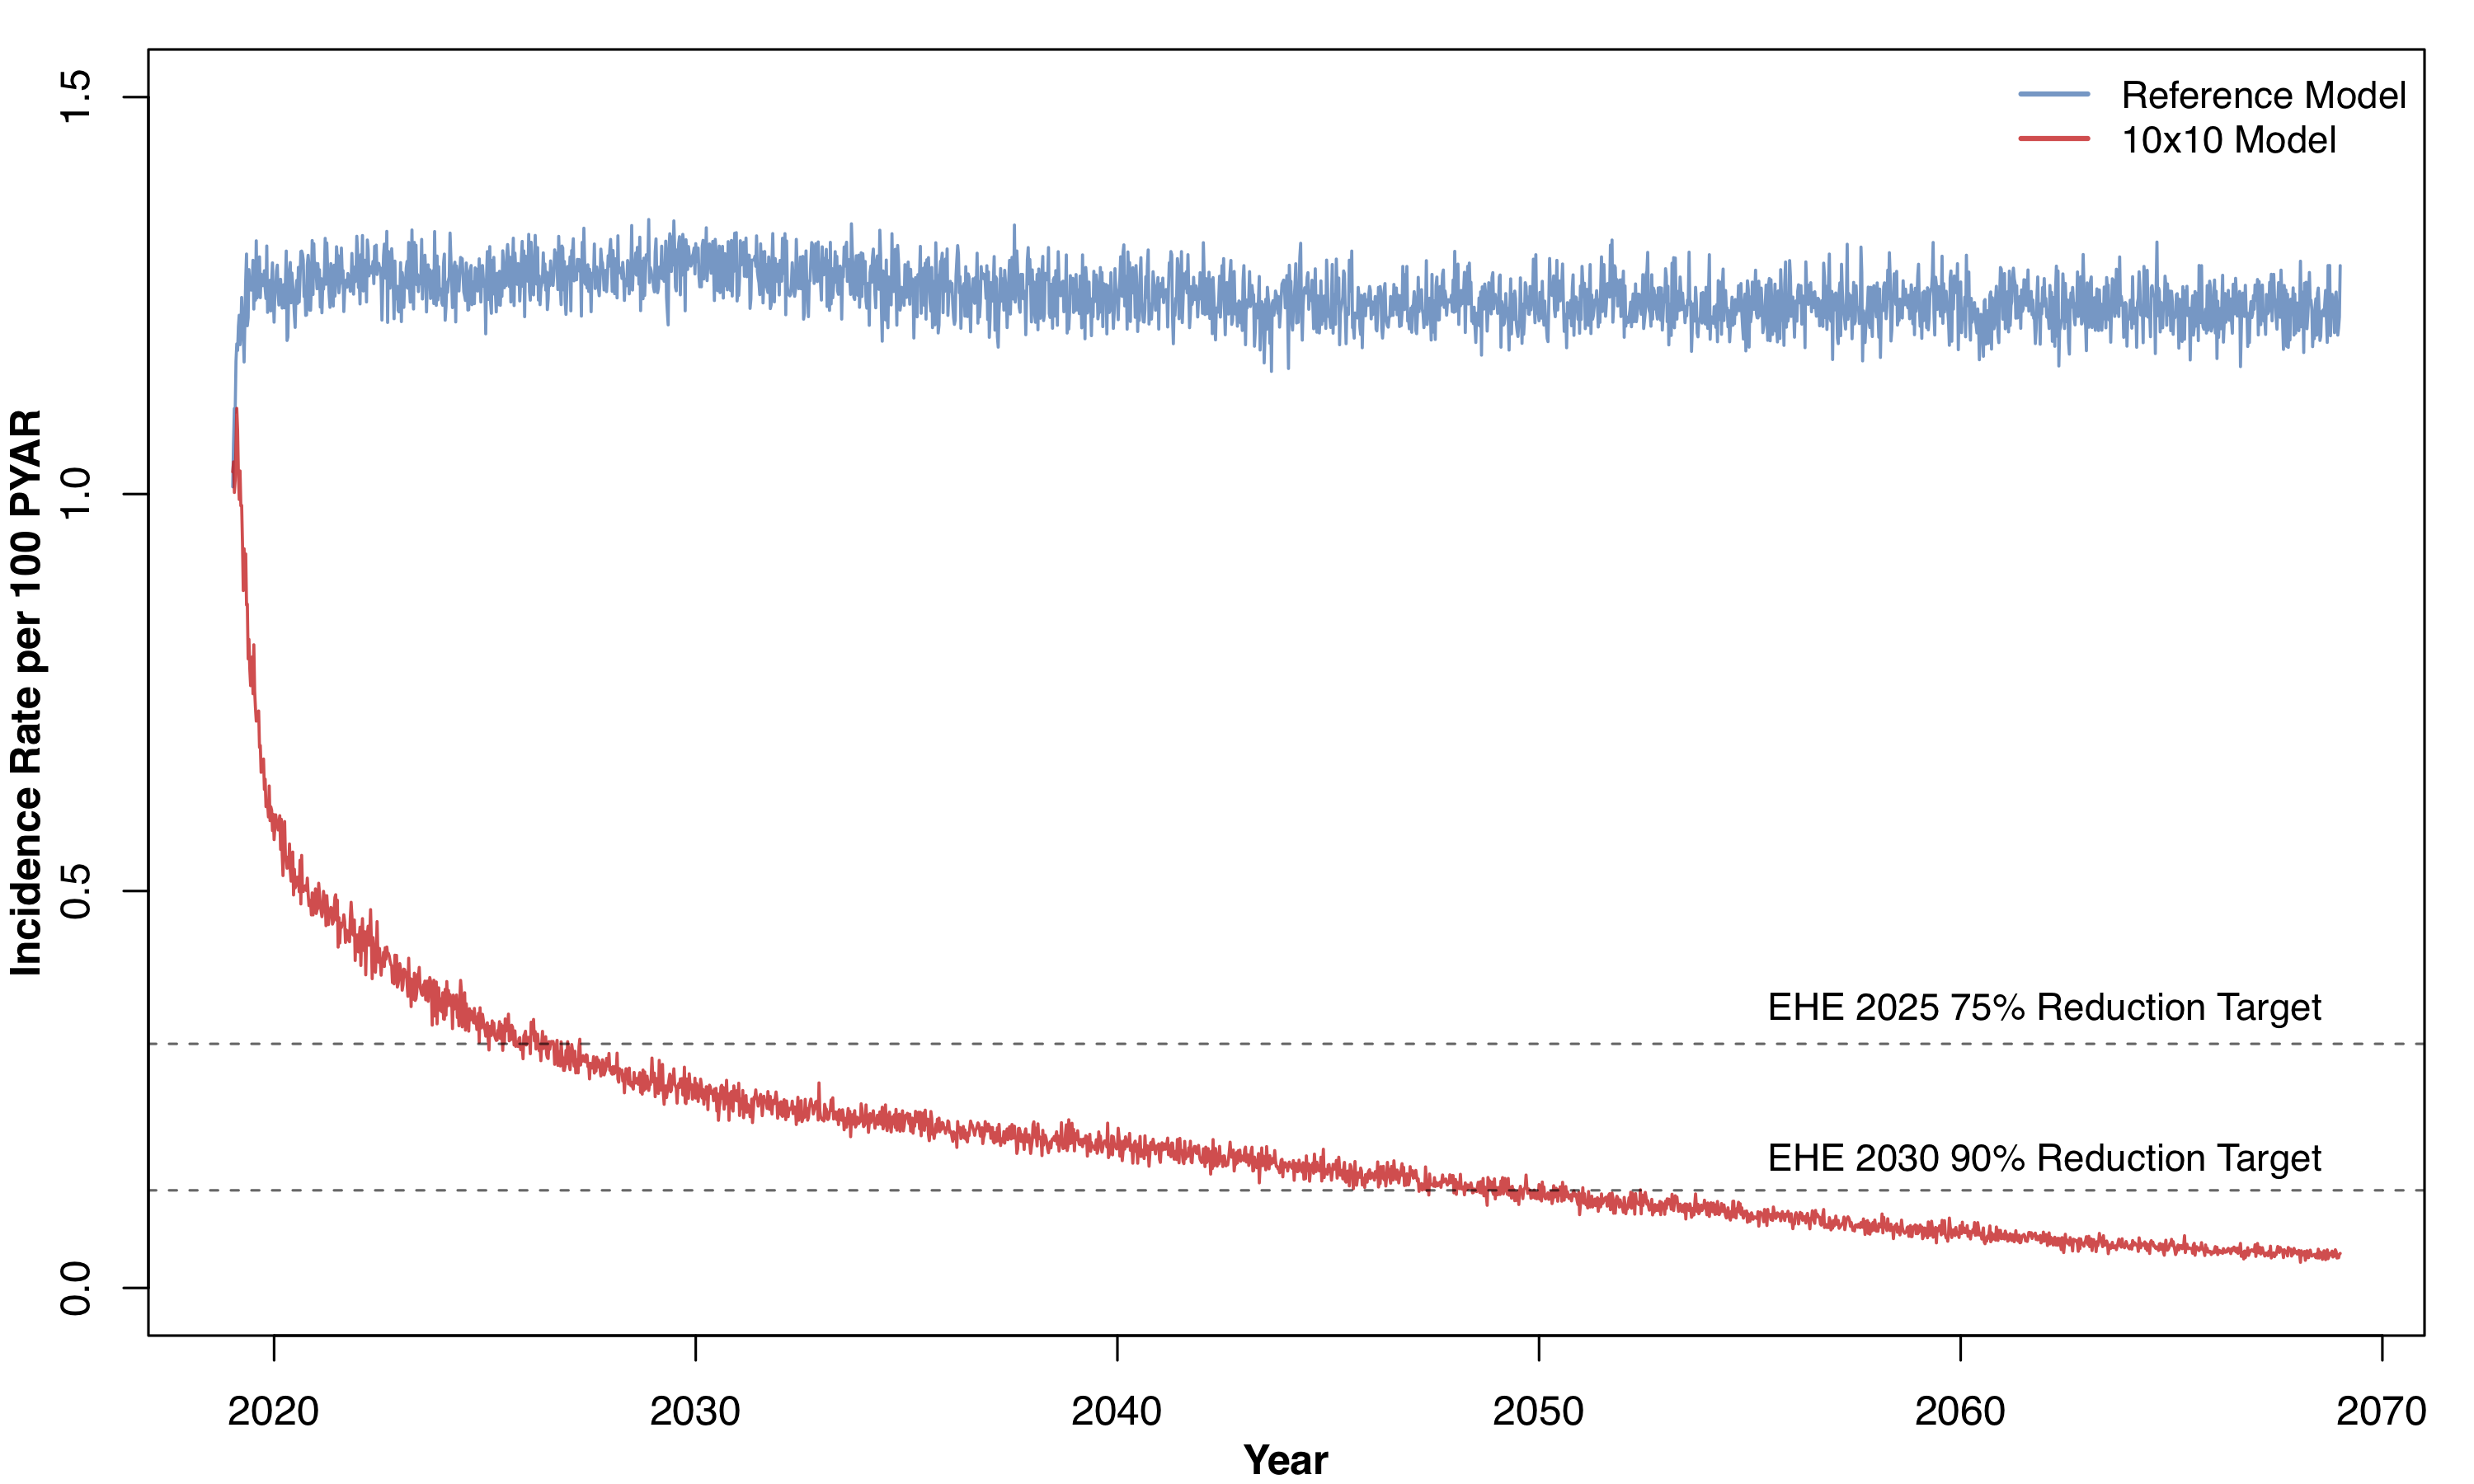 1.5
Reference Model
10x10 Model
1.0
0.5
0.0
Incidence Rate per 100 PYAR
EHE 2025 75% Reduction Target
EHE 2030 90% Reduction Target
2020 2030 2040 2050 2060 2070
Year